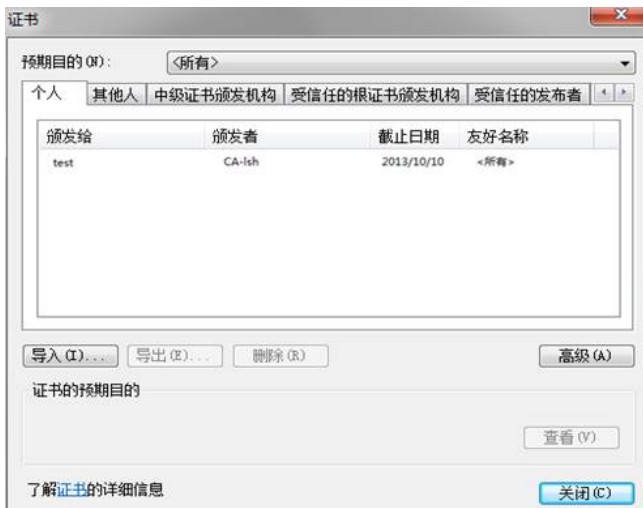 证书
预期目的(N): <所有>
个人 其他人 中级证书颁发机构 受信任的根证书颁发机构 受信任的发布者
颁发给 颁发者 截止日期 友好名称
test CA-lsh 2013/10/10 <所有>
导入(I)... 导出(E)... 删除(R) 高级(A)
证书的预期目的
查看(V)
了解证书的详细信息
关闭(C)